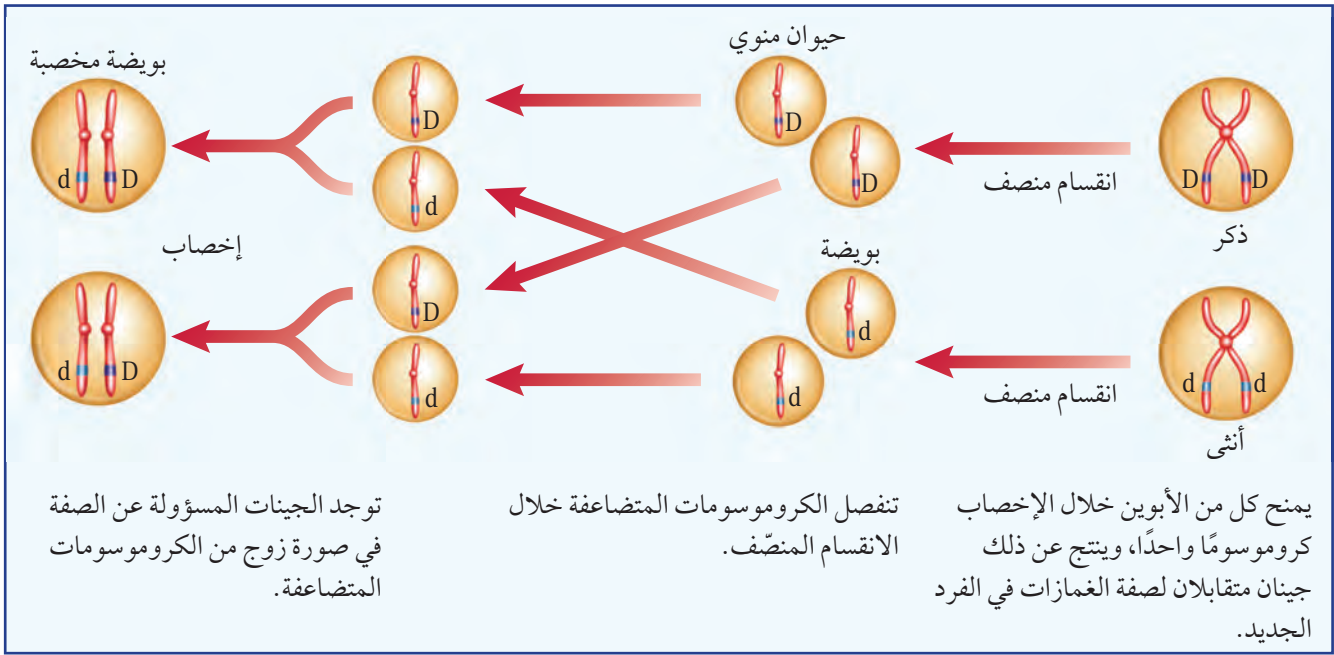 حيوان منوي
بويضة مخصبة
D
D
D
d
D
d
D
D
انقسام منصف
ذكر
إخصاب
بويضة
D
d
d
D
d
d
d
d
انقسام منصف
أنثى
يمنح كل من الأبوين خلال الإخصاب
كروموسومًا واحدًا، وينتج عن ذلك
جينان متقابلان لصفة الغمازات في الفرد
الجديد.
تنفصل الكروموسومات المتضاعفة خلال
الانقسام المنصّف.
توجد الجينات المسؤولة عن الصفة
في صورة زوج من الكروموسومات
المتضاعفة.